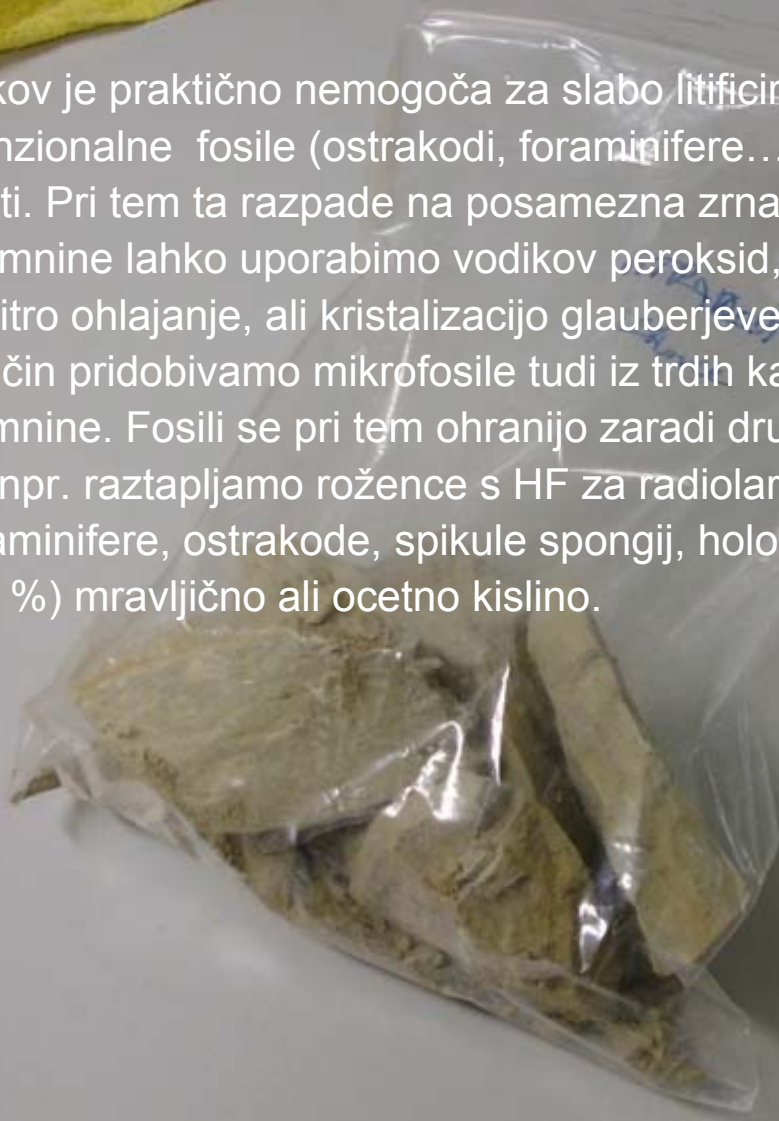 kov je praktično nemogoča za slabo litificin
nzionalne fosile (ostrakodi, foraminifere…
ti. Pri tem ta razpade na posamezna zrna
mnine lahko uporabimo vodikov peroksid,
itro ohlajanje, ali kristalizacijo glauberjeve
čin pridobivamo mikrofosile tudi iz trdih ka
mnine. Fosili se pri tem ohranijo zaradi dru
npr. raztapljamo rožence s HF za radiolar
aminifere, ostrakode, spikule spongij, holo
%) mravljično ali ocetno kislino.